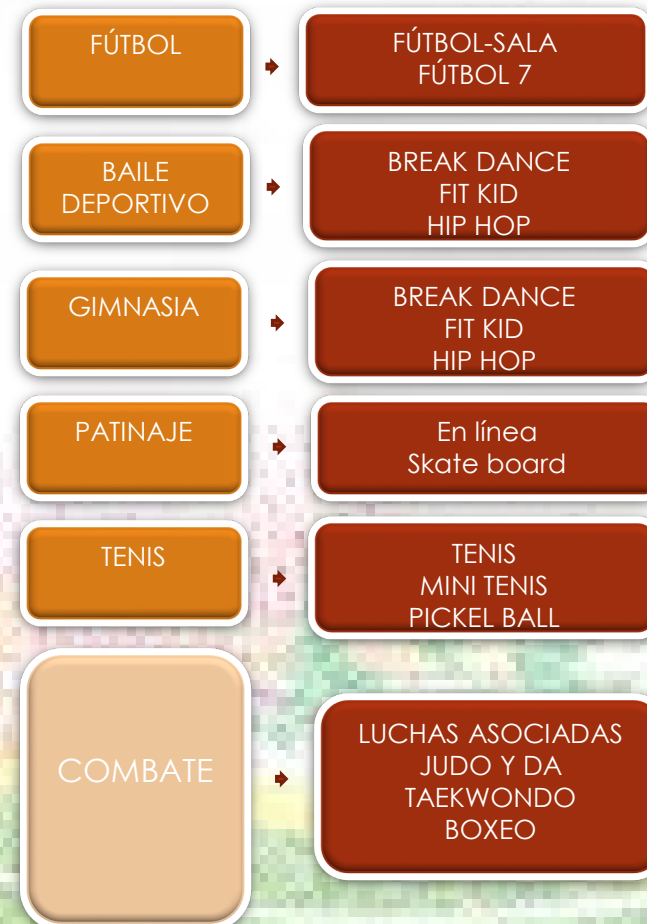 FÚTBOL
FÚTBOL-SALA
FÚTBOL 7
BAILE
DEPORTIVO
BREAK DANCE
FIT KID
HIP HOP
GIMNASIA
BREAK DANCE
FIT KID
HIP HOP
PATINAJE
En línea
Skate board
TENIS
TENIS
MINI TENIS
PICKEL BALL
COMBATE
LUCHAS ASOCIADAS
JUDO Y DA
TAEKWONDO
BOXEO